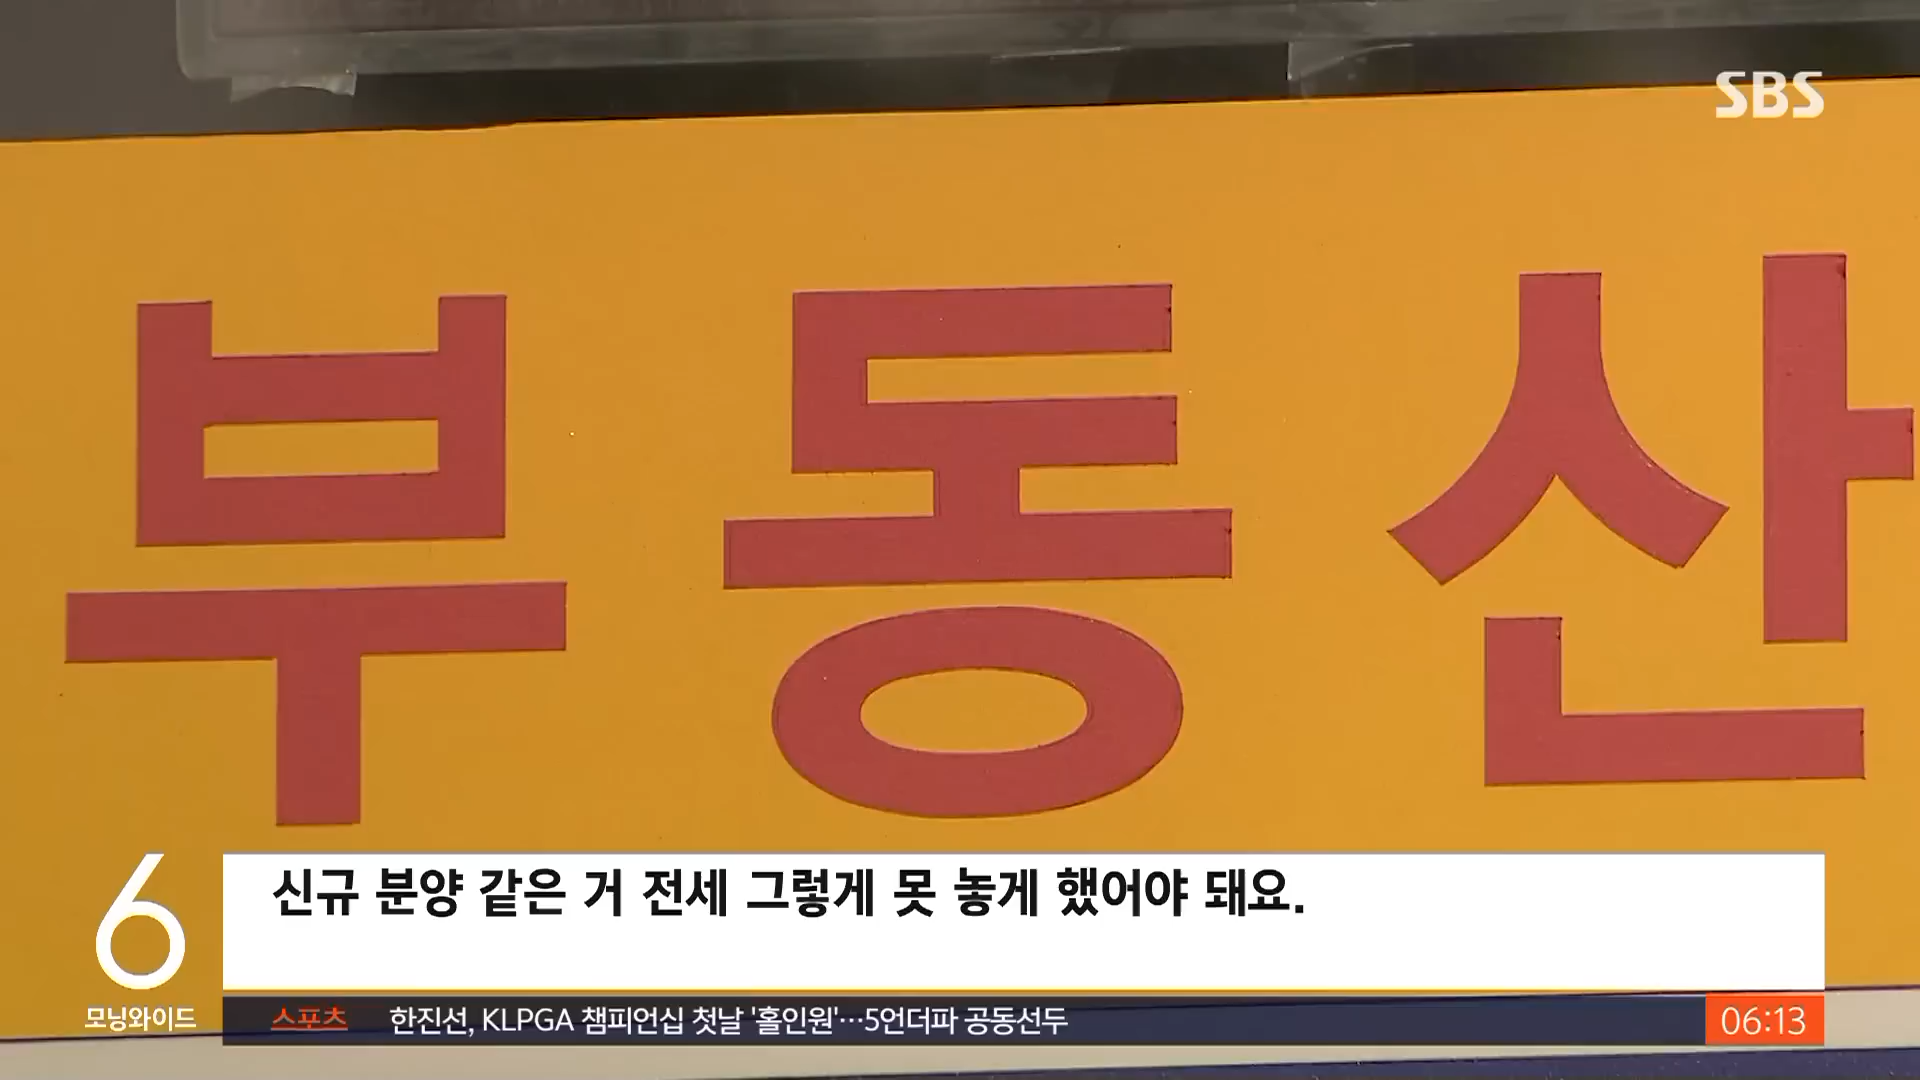 SBS
부동산
6
신규 분양 같은 거 전세 그렇게 못 놓게 했어야 돼요.
모닝와이드
스포츠 한진선, KLPGA 챔피언십 첫날 '홀인원'…5언더파 공동선두
06:13